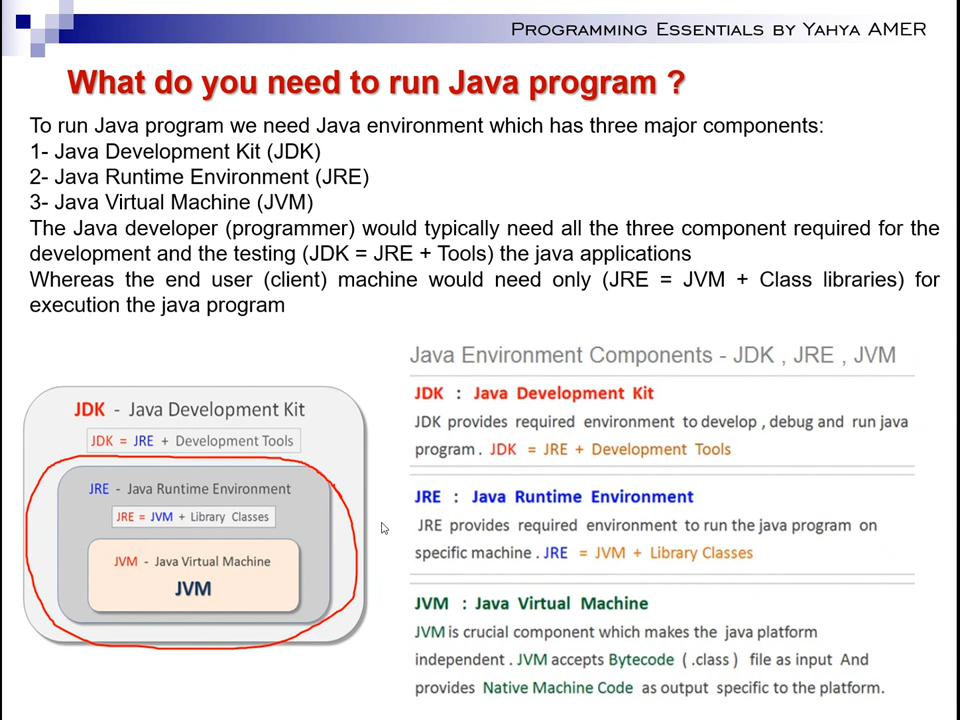 PROGRAMMING ESSENTIALS BY YAHYA AMER
What do you need to run Java program ?
To run Java program we need Java environment which has three major components:
1- Java Development Kit (JDK)
2- Java Runtime Environment (JRE)
3- Java Virtual Machine (JVM)
The Java developer (programmer) would typically need all the three component required for the
development and the testing (JDK = JRE + Tools) the java applications
Whereas the end user (client) machine would need only (JRE = JVM + Class libraries) for
execution the java program
JDK - Java Development Kit
JDK = JRE + Development Tools
JRE - Java Runtime Environment
JRE = JVM + Library Classes
JVM - Java Virtual Machine
JVM
Java Environment Components - JDK , JRE , JVM
JDK : Java Development Kit
JDK provides required environment to develop , debug and run java
program . JDK = JRE + Development Tools
JRE : Java Runtime Environment
JRE provides required environment to run the java program on
specific machine . JRE = JVM + Library Classes
JVM : Java Virtual Machine
JVM is crucial component which makes the java platform
independent . JVM accepts Bytecode ( .class ) file as input And
provides Native Machine Code as output specific to the platform.